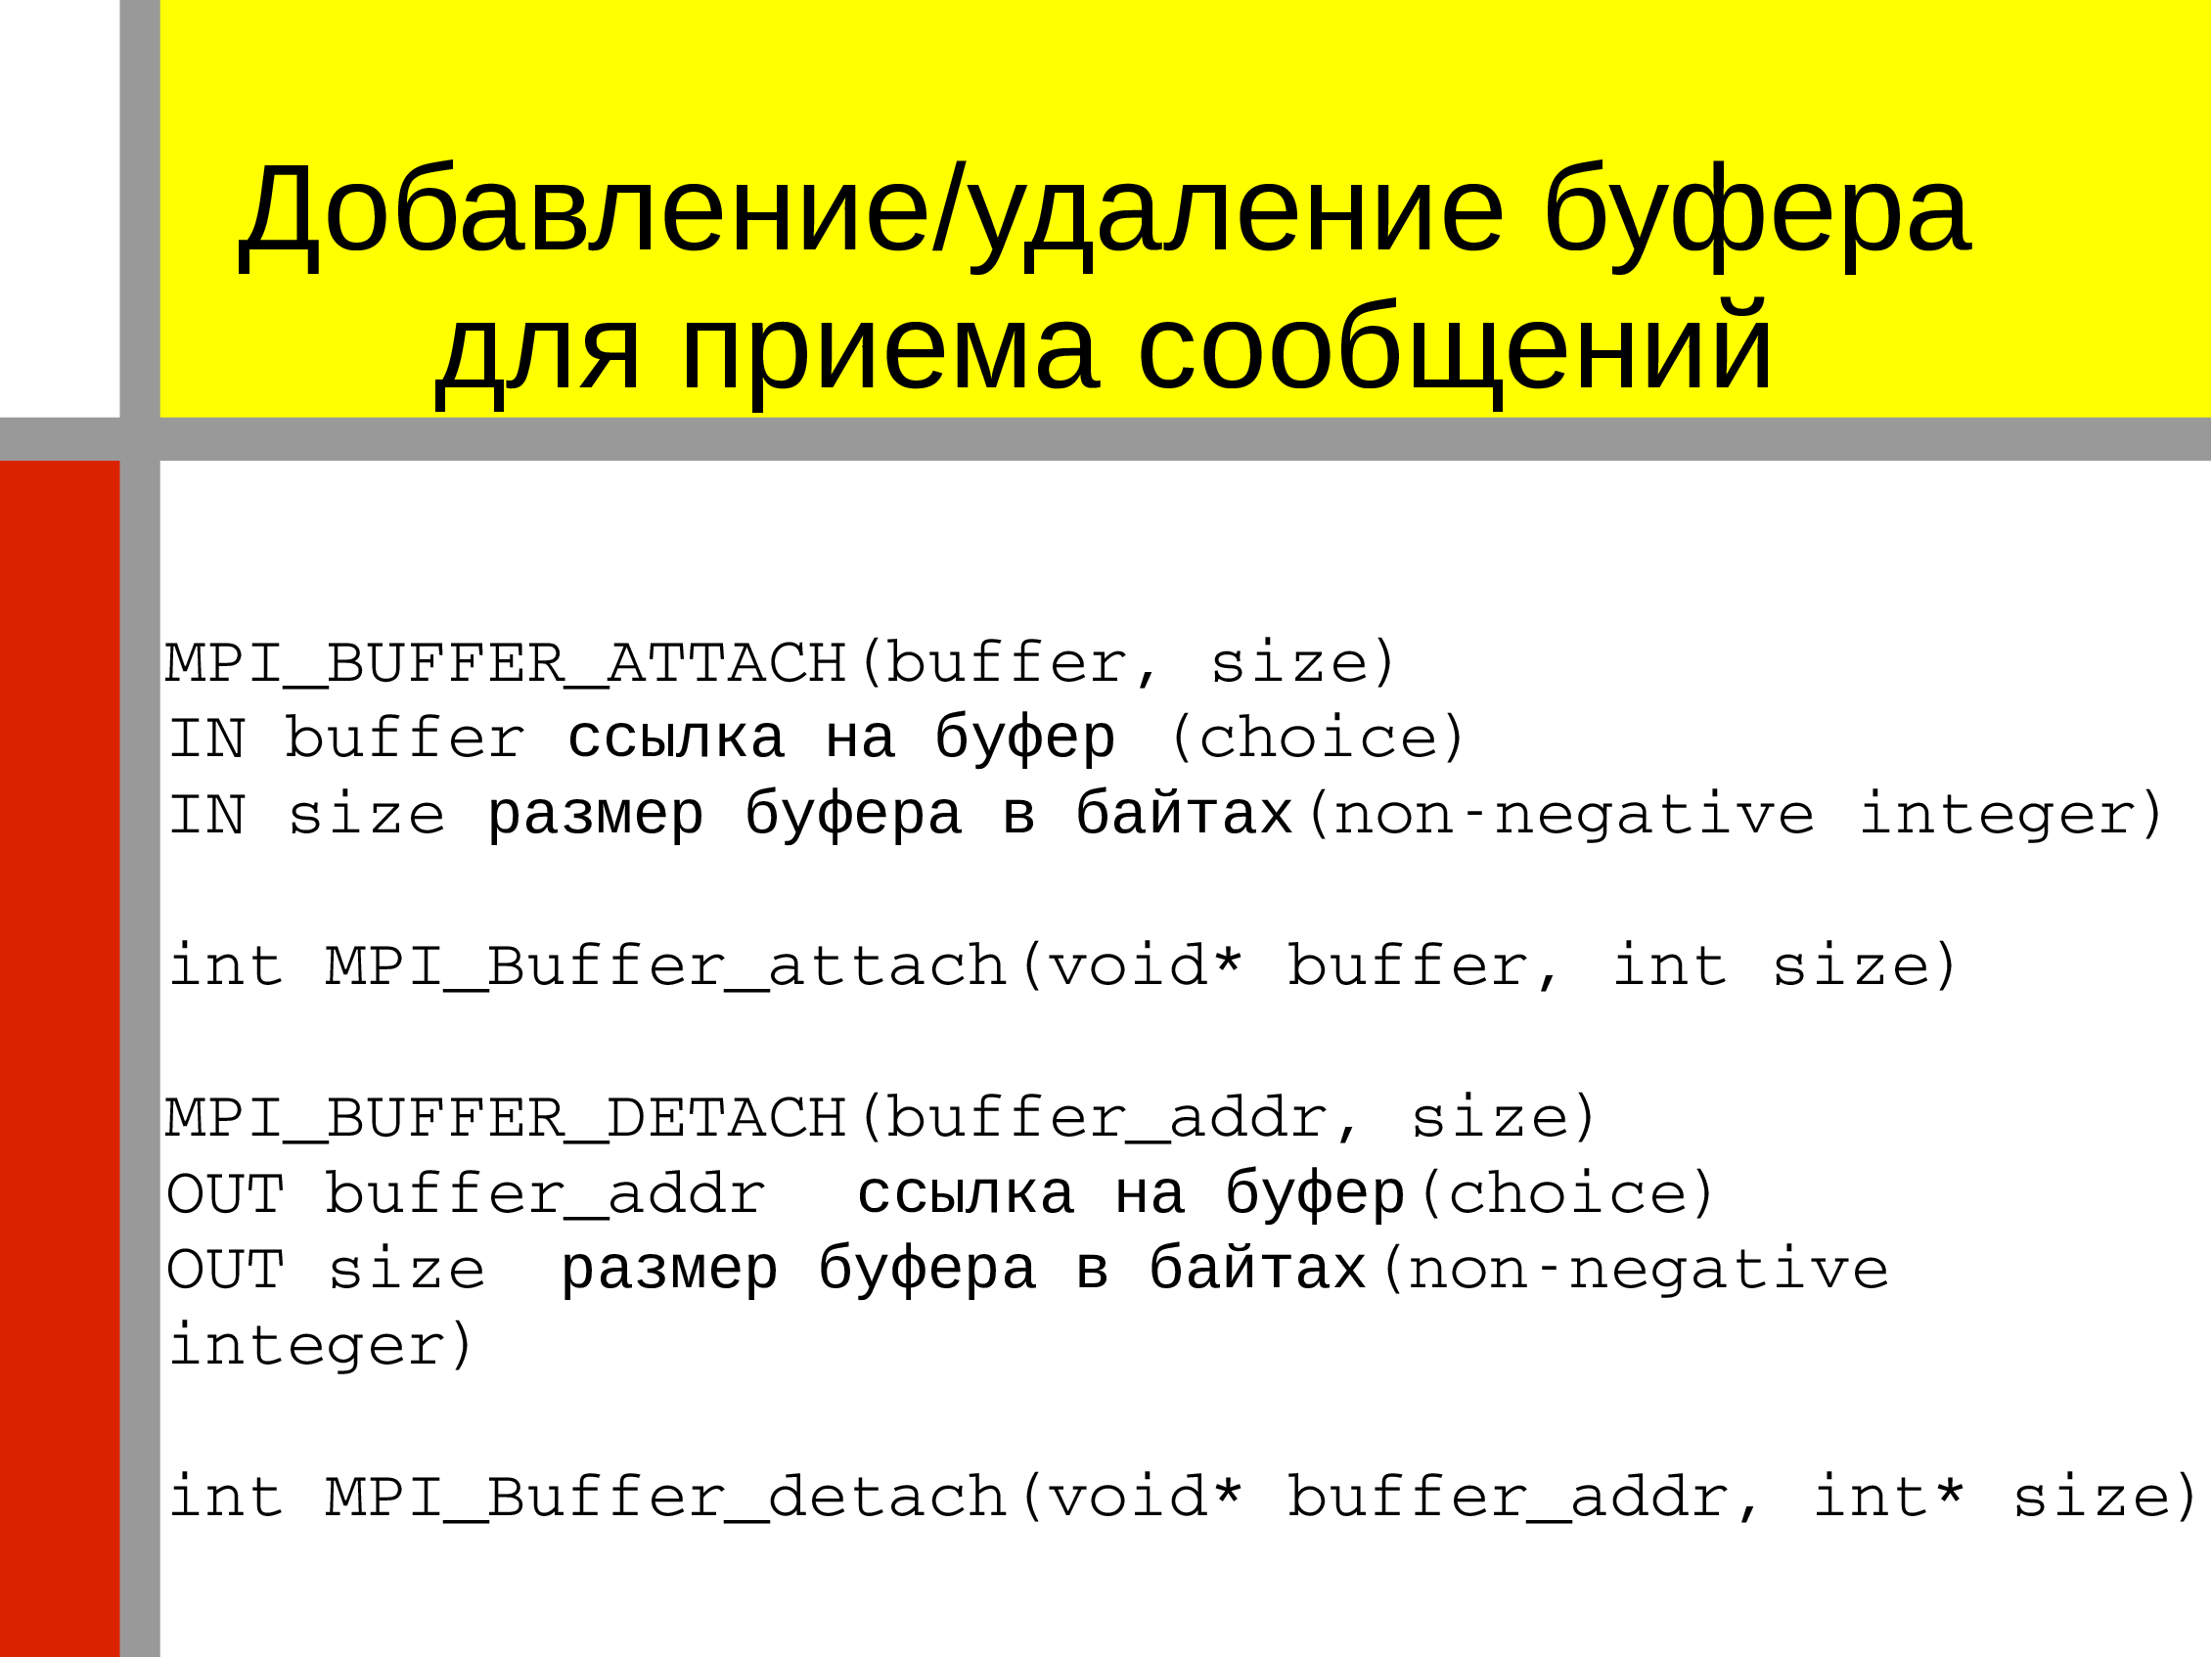 Добавление/удаление буфера
для приема сообщений
MPI_BUFFER_ATTACH(buffer, size)
IN buffer ссылка на буфер (choice)
IN size размер буфера в байтах(non-negative integer)
int MPI_Buffer_attach(void* buffer, int size)
MPI_BUFFER_DETACH(buffer_addr, size)
OUT buffer_addr  ссылка на буфер(choice)
OUT size  размер буфера в байтах(non-negative
integer)
int MPI_Buffer_detach(void* buffer_addr, int* size)